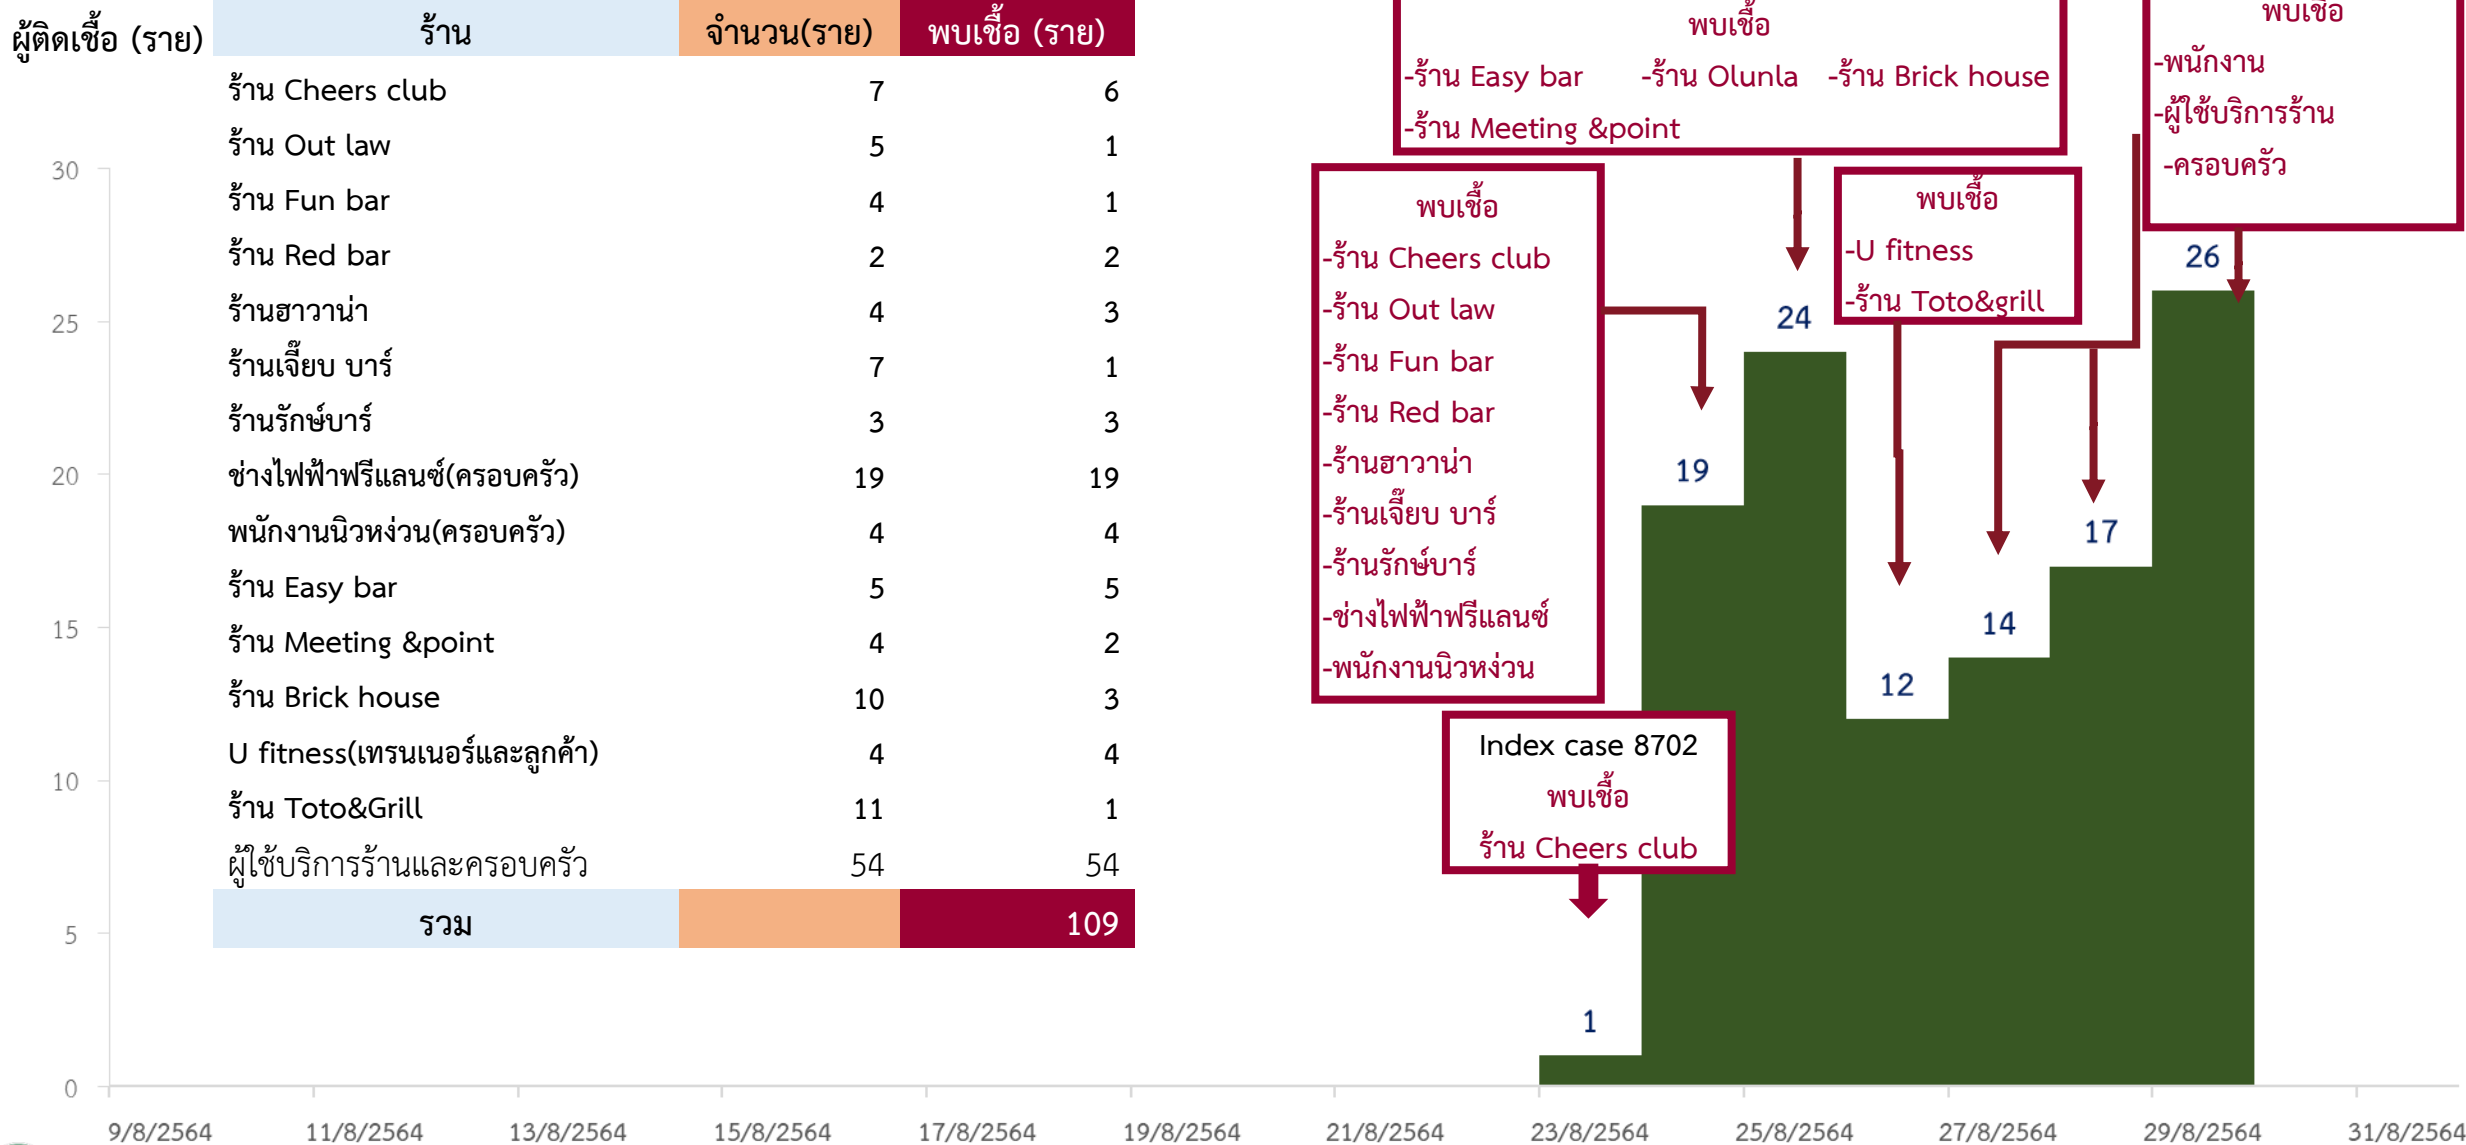 ผู้ติดเชื้อ (ราย)
ร้าน จำนวน(ราย) พบเชื้อ (ราย)
ร้าน Cheers club 7 6
ร้าน Out law 5 1
ร้าน Fun bar 4 1
ร้าน Red bar 2 2
ร้านฮาวาน่า 4 3
ร้านเจี๊ยบ บาร์ 7 1
ร้านรักษ์บาร์ 3 3
ช่างไฟฟ้าฟรีแลนซ์(ครอบครัว) 19 19
พนักงานนิวหง่วน(ครอบครัว) 4 4
ร้าน Easy bar 5 5
ร้าน Meeting &point 4 2
ร้าน Brick house 10 3
U fitness(เทรนเนอร์และลูกค้า) 4 4
ร้าน Toto&Grill 11 1
ผู้ใช้บริการร้านและครอบครัว 54 54
รวม 109
พบเชื้อ
-ร้าน Easy bar -ร้าน Olunla -ร้าน Brick house
-ร้าน Meeting &point
พบเชื้อ
-พนักงาน
-ผู้ใช้บริการร้าน
-ครอบครัว
พบเชื้อ
-ร้าน Cheers club
-ร้าน Out law
-ร้าน Fun bar
-ร้าน Red bar
-ร้านฮาวาน่า
-ร้านเจี๊ยบ บาร์
-ร้านรักษ์บาร์
-ช่างไฟฟ้าฟรีแลนซ์
-พนักงานนิวหง่วน
พบเชื้อ
-U fitness
-ร้าน Toto&grill
Index case 8702
พบเชื้อ
ร้าน Cheers club
30
25
20
15
10
5
0
1
19
24
12
14
17
26
9/8/2564 11/8/2564 13/8/2564 15/8/2564 17/8/2564 19/8/2564 21/8/2564 23/8/2564 25/8/2564 27/8/2564 29/8/2564 31/8/2564